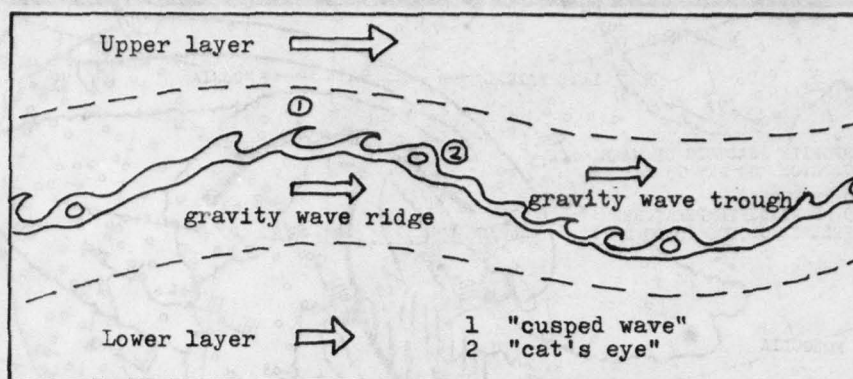 Upper layer
①
②
gravity wave ridge
gravity wave trough
Lower layer
1 "cusped wave"
2 "cat's eye"